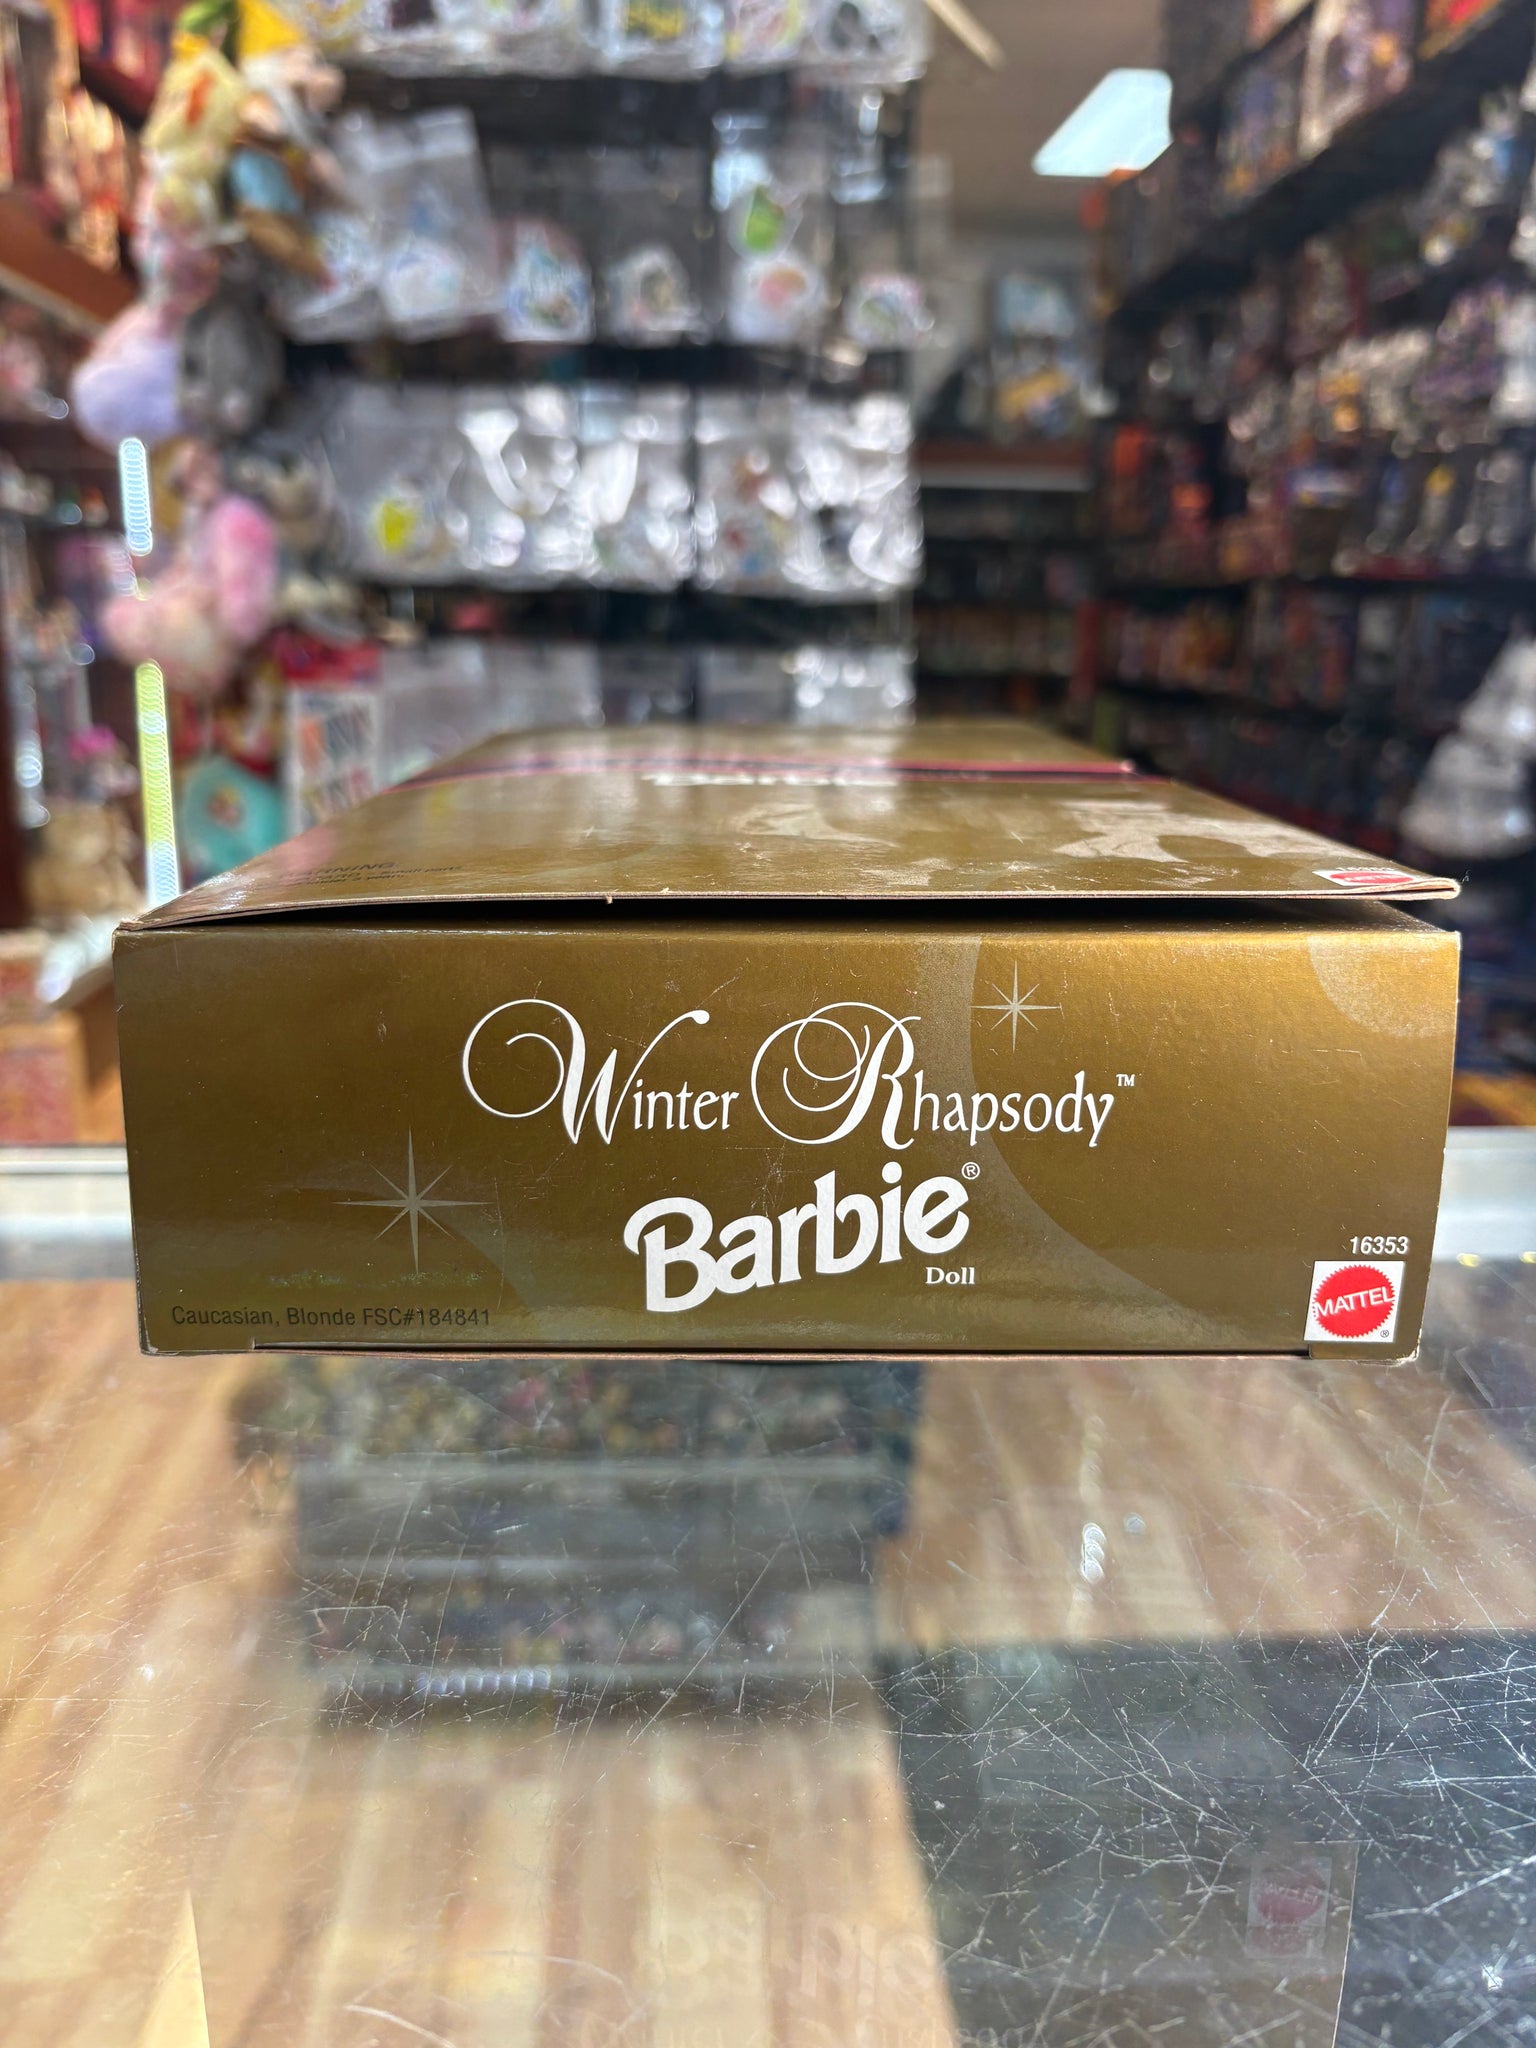 WARNING:
Winter Rhapsody™
Barbie®
Doll
16353
MATTEL
®
Caucasian, Blonde FSC#184841